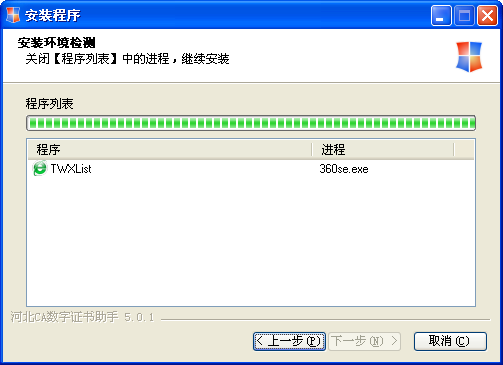 安装程序
安装环境检测
关闭【程序列表】中的进程，继续安装
程序列表
程序 进程
TWXList 360se.exe
河北CA数字证书助手 5.0.1
< 上一步(P) 下一步(N) > 取消(C)